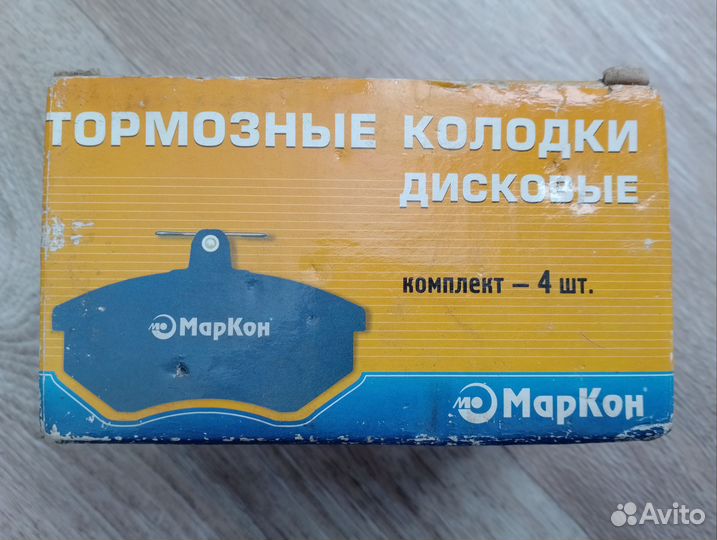 ТОРМОЗНЫЕ КОЛОДКИ
ДИСКОВЫЕ
комплект – 4 шт.
МарКон
МарКон
Avito